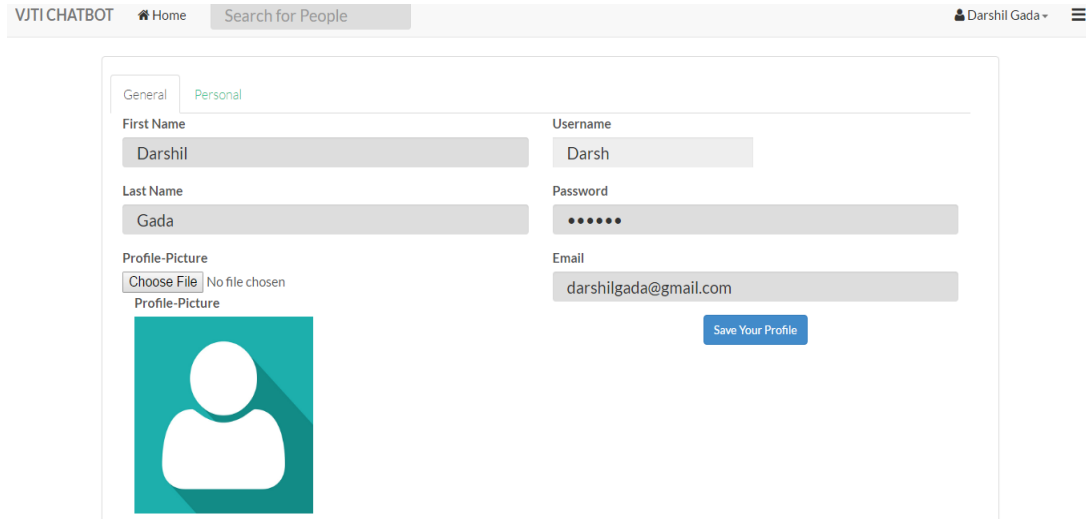 VJTI CHATBOT Home Search for People Darshil Gada
General Personal
First Name
Darshil
Username
Darsh
Last Name
Gada
Password
••••••
Profile-Picture
Choose File No file chosen
Email
darshilgada@gmail.com
Profile-Picture
Save Your Profile